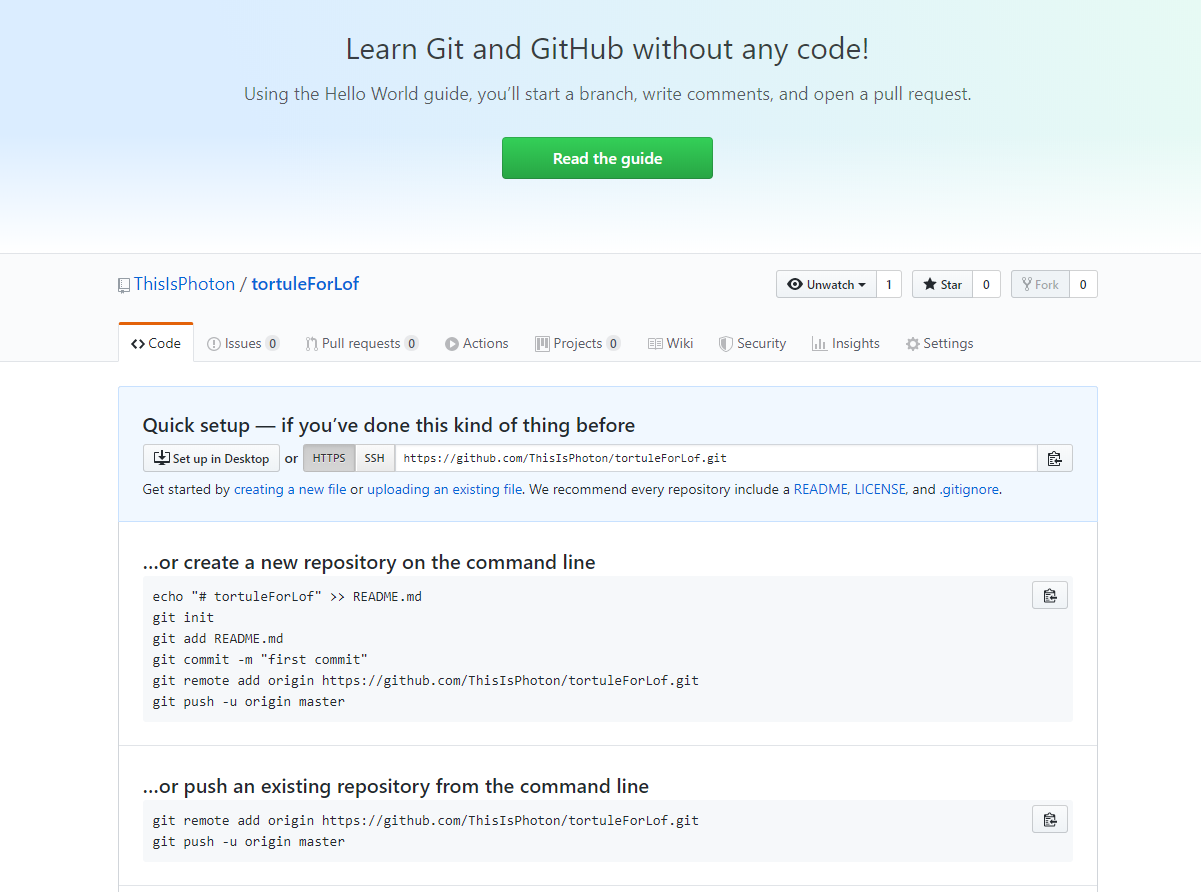 Learn Git and GitHub without any code!
Using the Hello World guide, you’ll start a branch, write comments, and open a pull request.
Read the guide
ThisIsPhoton / tortuleForLof
Unwatch 1 Star 0 Fork 0
Code Issues 0 Pull requests 0 Actions Projects 0 Wiki Security Insights Settings
Quick setup — if you’ve done this kind of thing before
Set up in Desktop or HTTPS SSH https://github.com/ThisIsPhoton/tortuleForLof.git
Get started by creating a new file or uploading an existing file. We recommend every repository include a README, LICENSE, and .gitignore.
…or create a new repository on the command line
echo "# tortuleForLof" >> README.md
git init
git add README.md
git commit -m "first commit"
git remote add origin https://github.com/ThisIsPhoton/tortuleForLof.git
git push -u origin master
…or push an existing repository from the command line
git remote add origin https://github.com/ThisIsPhoton/tortuleForLof.git
git push -u origin master